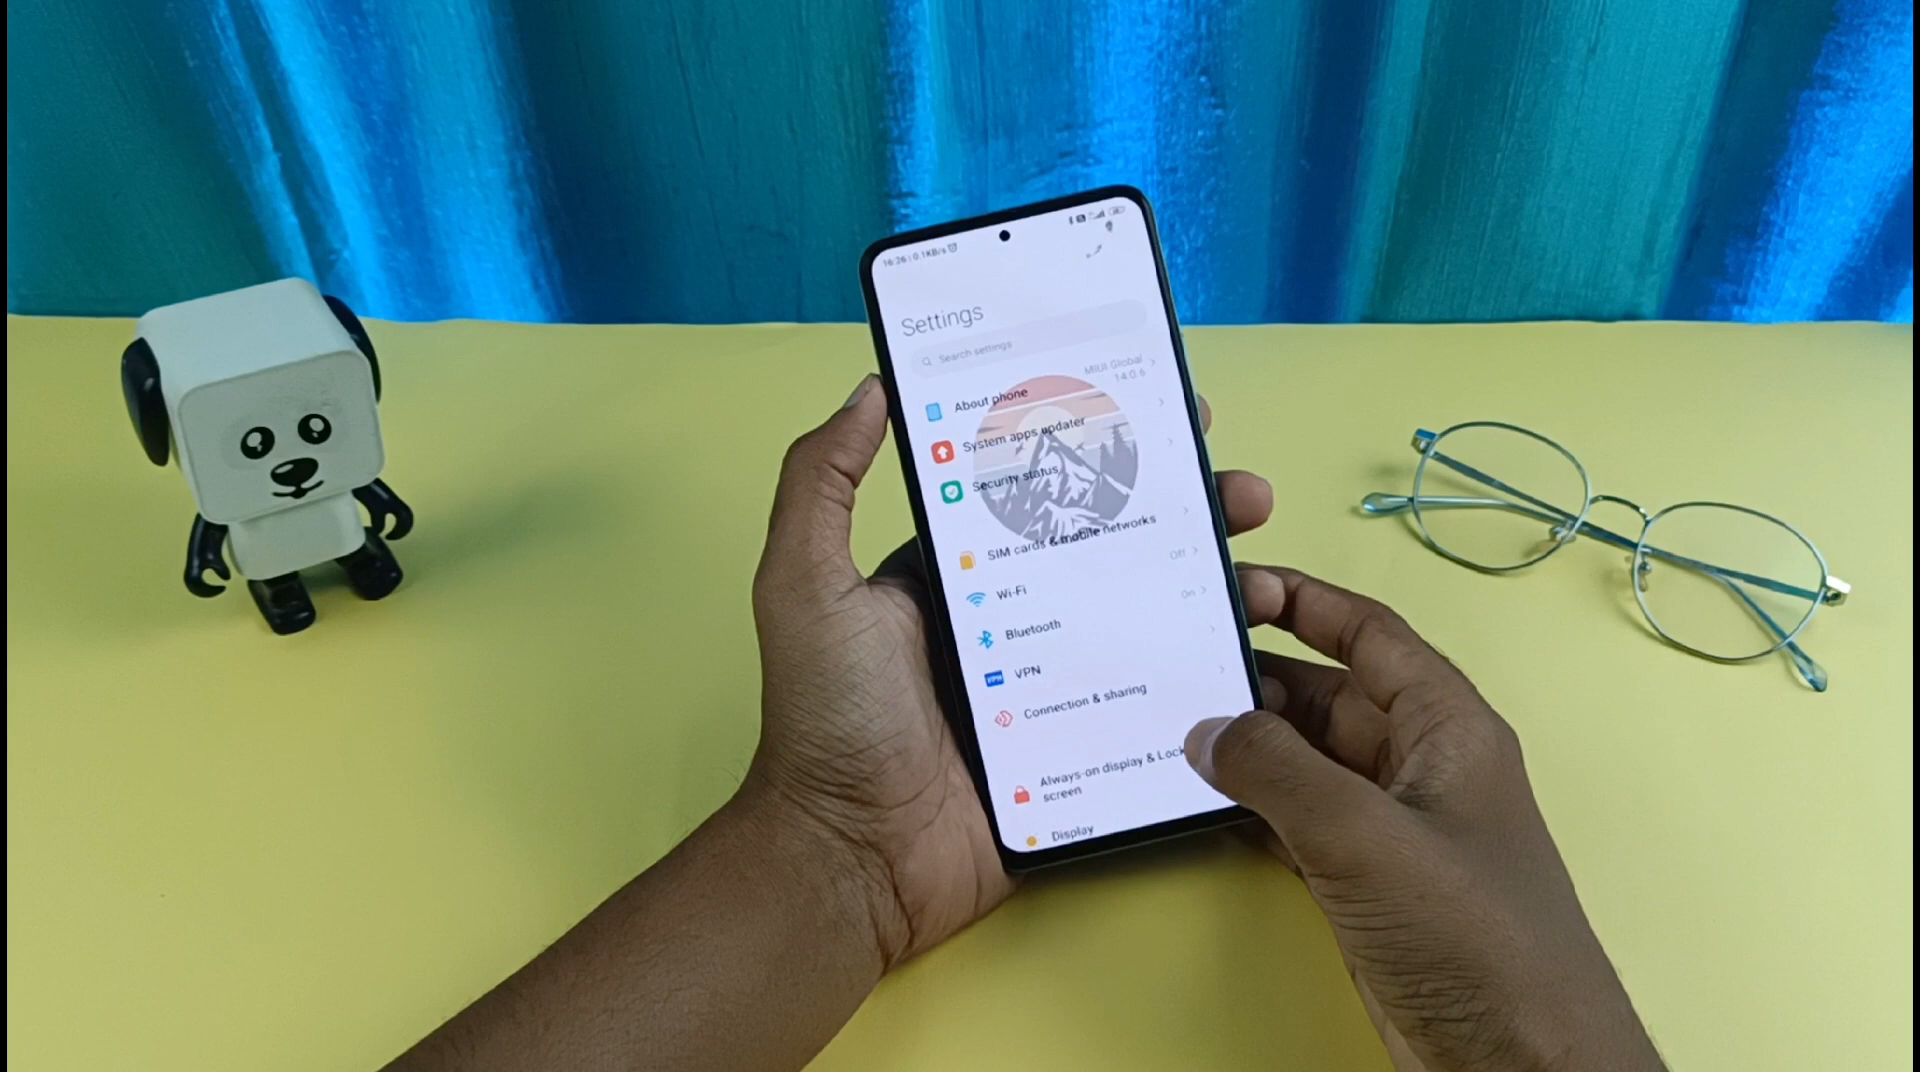 16:26 | 0.1KB/s
Settings
Search settings
About phone
MIUI Global
14.0.6
System apps updater
Security status
SIM cards & mobile networks
Wi-Fi
Off
Bluetooth
On
VPN
VPN
Connection & sharing
Always-on display & Lock
screen
Display